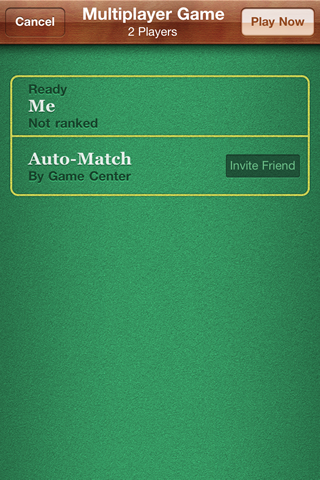 Cancel
Multiplayer Game
2 Players
Play Now
Ready
Me
Not ranked
Auto-Match
By Game Center
Invite Friend